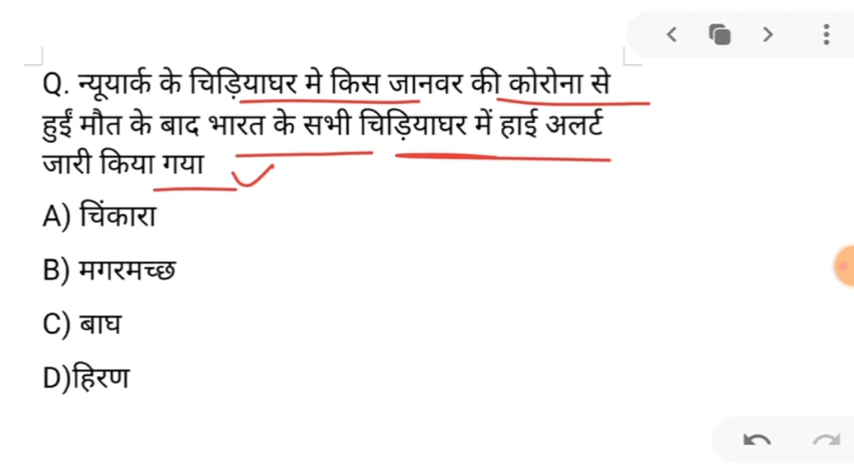 Q. न्यूयार्क के चिड़ियाघर मे किस जानवर की कोरोना से
हुई मौत के बाद भारत के सभी चिड़ियाघर में हाई अलर्ट
जारी किया गया
A) चिंकारा
B) मगरमच्छ
C) बाघ
D)हिरण